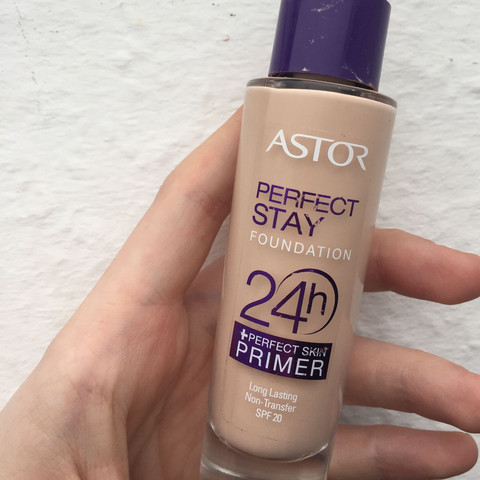 ASTOR
PERFECT
STAY
FOUNDATION
24h
+PERFECT SKIN
PRIMER
Long Lasting
Non-Transfer
SPF 20